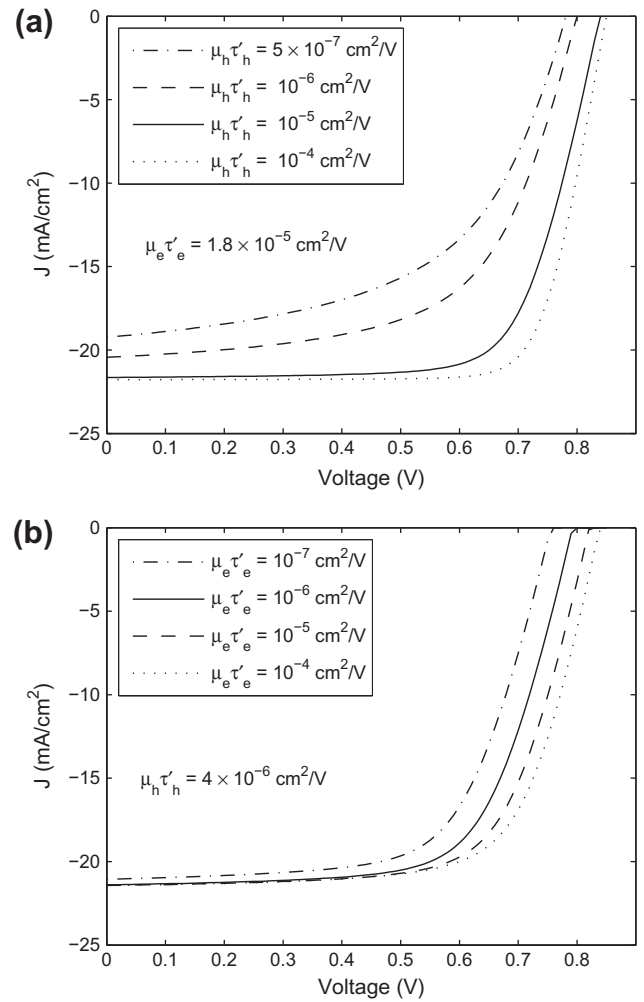 (a)
0
−5
−10
−15
−20
−25
J (mA/cm²)
μₕτ′ₕ = 5 × 10⁻⁷ cm²/V
μₕτ′ₕ = 10⁻⁶ cm²/V
μₕτ′ₕ = 10⁻⁵ cm²/V
μₕτ′ₕ = 10⁻⁴ cm²/V
μₑτ′ₑ = 1.8 × 10⁻⁵ cm²/V
0 0.1 0.2 0.3 0.4 0.5 0.6 0.7 0.8
Voltage (V)
(b)
0
−5
−10
−15
−20
−25
J (mA/cm²)
μₑτ′ₑ = 10⁻⁷ cm²/V
μₑτ′ₑ = 10⁻⁶ cm²/V
μₑτ′ₑ = 10⁻⁵ cm²/V
μₑτ′ₑ = 10⁻⁴ cm²/V
μₕτ′ₕ = 4 × 10⁻⁶ cm²/V
0 0.1 0.2 0.3 0.4 0.5 0.6 0.7 0.8
Voltage (V)